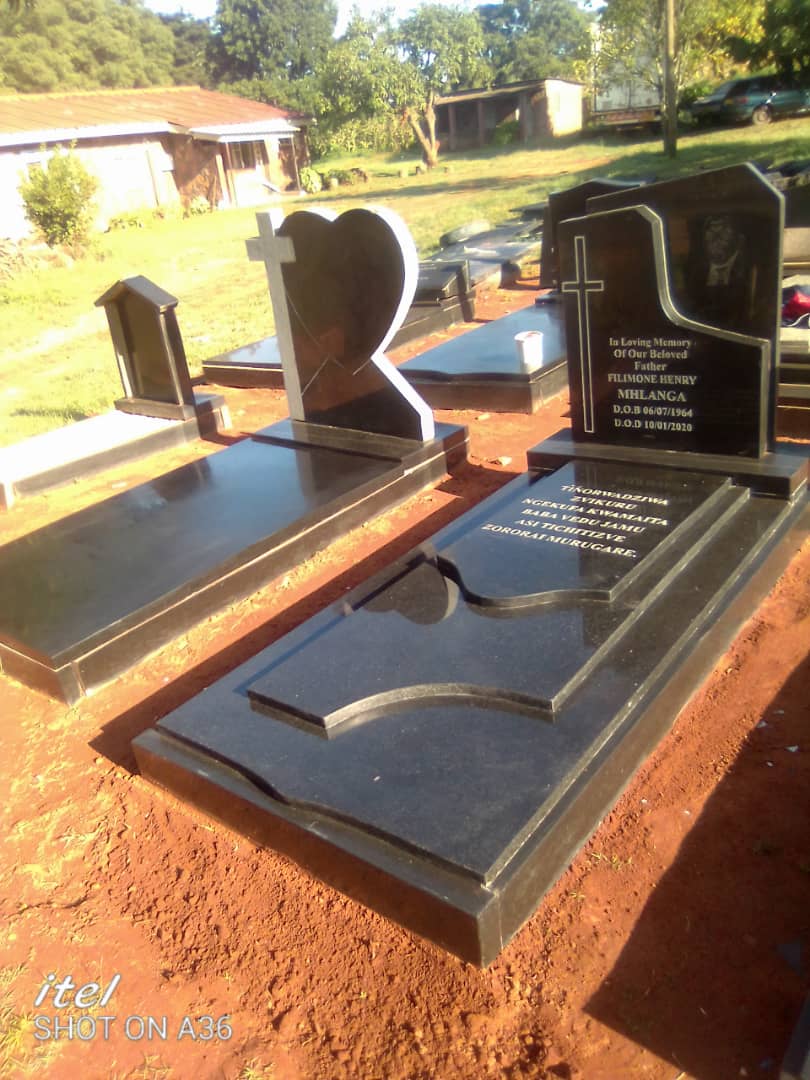 In Loving Memory
Of Our Beloved
Father
FILIMONE HENRY
MHLANGA
D.O.B 06/07/1964
D.O.D 10/01/2020
TINORWADZIWA
ZVIKURU
NGEKUFA KWAMAITA
BABA VEDU JAMU
ASI TICHITIZVE
ZORORAI MURUGARE.
itel
SHOT ON A36